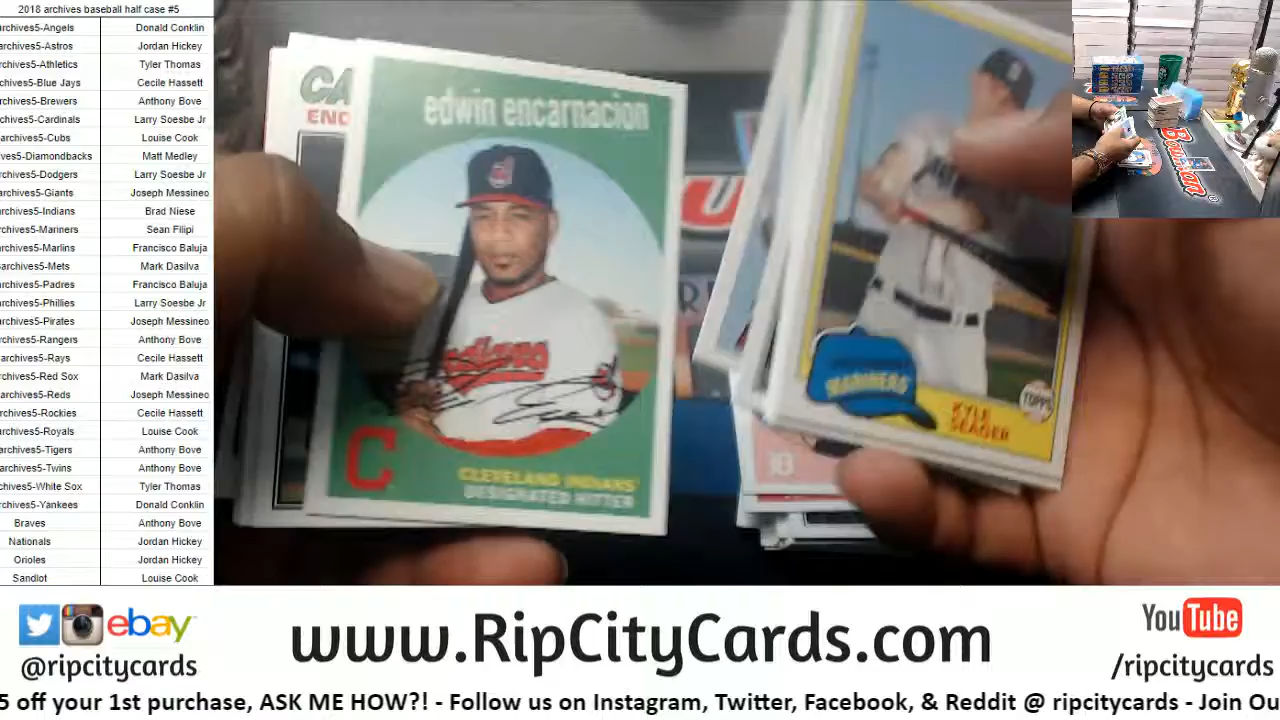 2018 archives baseball half case #5
archives5-Angels Donald Conklin
archives5-Astros Jordan Hickey
archives5-Athletics Tyler Thomas
archives5-Blue Jays Cecile Hassett
archives5-Brewers Anthony Bove
archives5-Cardinals Larry Soesbe Jr
archives5-Cubs Louise Cook
ves5-Diamondbacks Matt Medley
archives5-Dodgers Larry Soesbe Jr
archives5-Giants Joseph Messineo
archives5-Indians Brad Niese
archives5-Mariners Sean Filipi
archives5-Marlins Francisco Baluja
archives5-Mets Mark Dasilva
archives5-Padres Francisco Baluja
archives5-Phillies Larry Soesbe Jr
archives5-Pirates Joseph Messineo
archives5-Rangers Anthony Bove
archives5-Rays Cecile Hassett
archives5-Red Sox Mark Dasilva
archives5-Reds Joseph Messineo
archives5-Rockies Cecile Hassett
archives5-Royals Louise Cook
archives5-Tigers Anthony Bove
archives5-Twins Anthony Bove
chives5-White Sox Tyler Thomas
rchives5-Yankees Donald Conklin
Braves Anthony Bove
Nationals Jordan Hickey
Orioles Jordan Hickey
Sandlot Louise Cook
CA
ENC
edwin encarnacion
Indians
C
CLEVELAND INDIANS
DESIGNATED HITTER
MARINERS
KYLE
SEAGER
TOPPS
Bowman
ebay
@ripcitycards
www.RipCityCards.com
YouTube
/ripcitycards
5 off your 1st purchase, ASK ME HOW?! - Follow us on Instagram, Twitter, Facebook, & Reddit @ ripcitycards - Join Ou